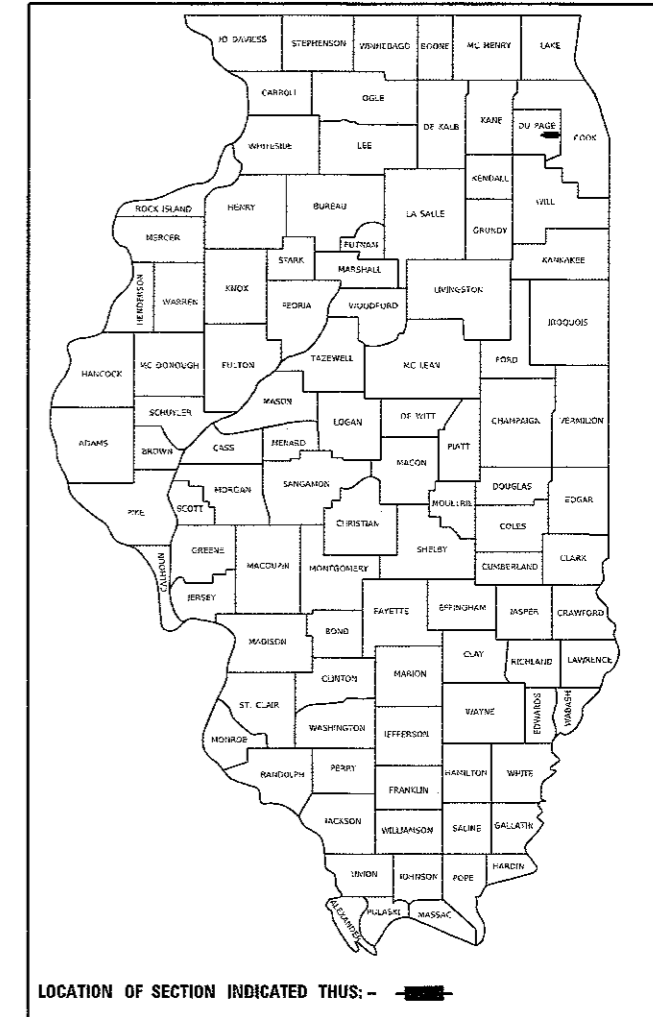 JO DAVIESS STEPHENSON WINNEBAGO BOONE MC HENRY LAKE
CARROLL OGLE DE KALB KANE DU PAGE COOK
WHITESIDE LEE
KENDALL WILL
ROCK ISLAND HENRY BUREAU LA SALLE GRUNDY
MERCER PUTNAM
STARK MARSHALL KANKAKEE
HENDERSON WARREN KNOX PEORIA WOODFORD LIVINGSTON IROQUOIS
HANCOCK MC DONOUGH FULTON TAZEWELL MC LEAN FORD
MASON
SCHUYLER LOGAN DE WITT CHAMPAIGN VERMILION
ADAMS BROWN CASS MENARD PIATT
MACON
MORGAN SANGAMON DOUGLAS
PIKE SCOTT MOULTRIE EDGAR
CHRISTIAN COLES
GREENE SHELBY
CALHOUN MACOUPIN MONTGOMERY CUMBERLAND CLARK
JERSEY FAYETTE EFFINGHAM JASPER CRAWFORD
MADISON BOND
CLAY RICHLAND LAWRENCE
CLINTON MARION
ST. CLAIR WAYNE EDWARDS WABASH
WASHINGTON JEFFERSON
MONROE
RANDOLPH PERRY HAMILTON WHITE
FRANKLIN
JACKSON WILLIAMSON SALINE GALLATIN
HARDIN
UNION JOHNSON POPE
ALEXANDER PULASKI MASSAC
LOCATION OF SECTION INDICATED THUS: -